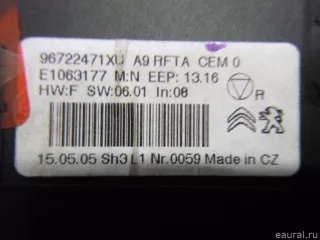 96722471XU A9 RFTA CEM 0
E1063177 M:N EEP: 13.16
HW:F SW:06.01 In:08
R
15.05.05 Sh3 L1 Nr.0059 Made in CZ
eaural.ru